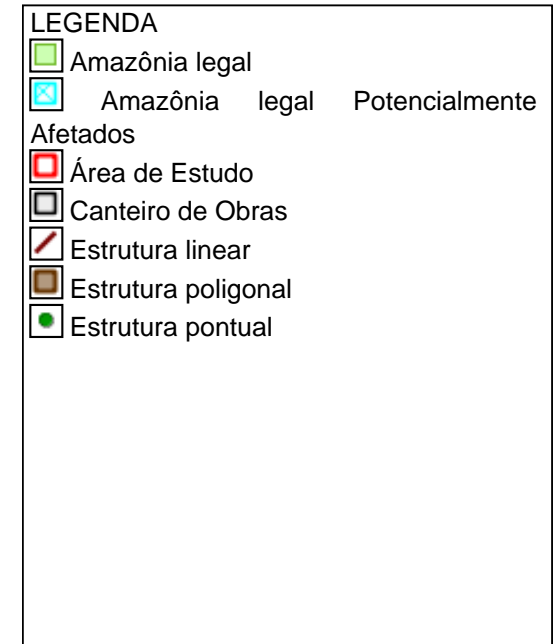 LEGENDA
Amazônia legal
Amazônia legal Potencialmente
Afetados
Área de Estudo
Canteiro de Obras
Estrutura linear
Estrutura poligonal
Estrutura pontual